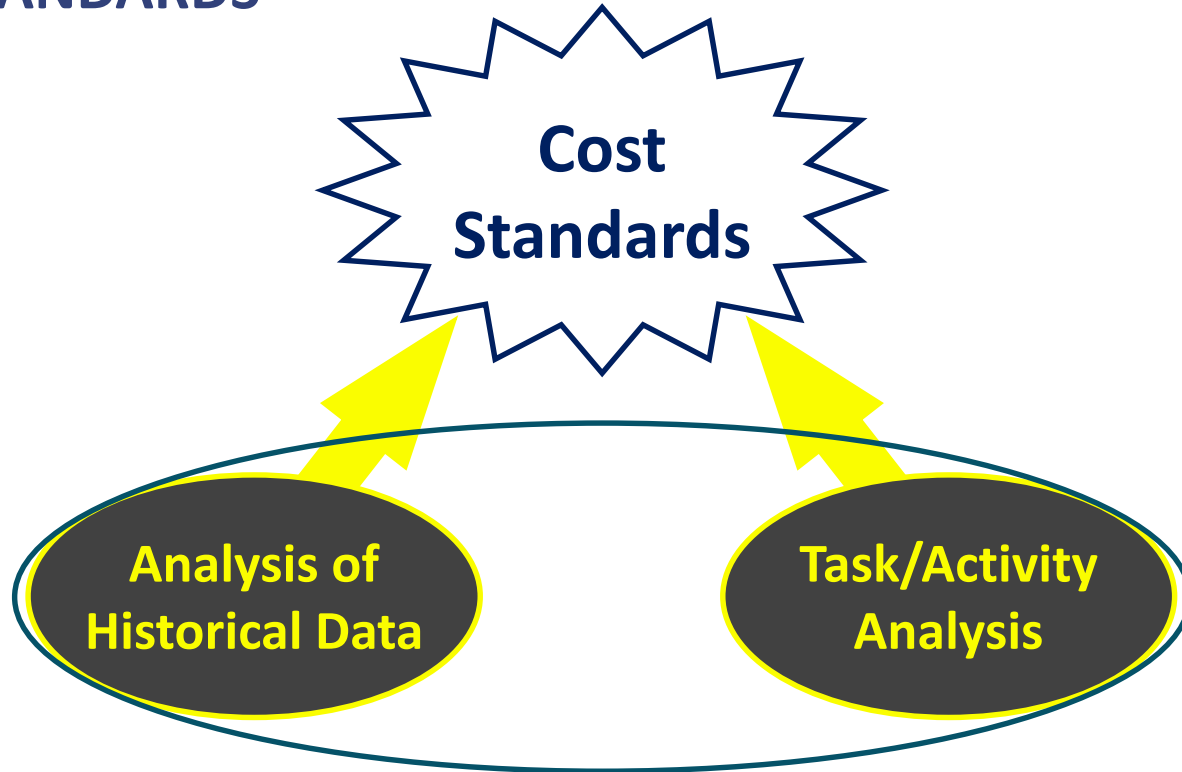 Cost
Standards
Analysis of
Historical Data
Task/Activity
Analysis